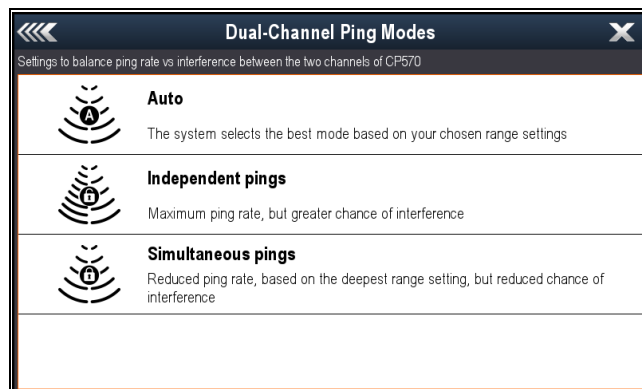 Dual-Channel Ping Modes
Settings to balance ping rate vs interference between the two channels of CP570
A
Auto
The system selects the best mode based on your chosen range settings
Independent pings
Maximum ping rate, but greater chance of interference
Simultaneous pings
Reduced ping rate, based on the deepest range setting, but reduced chance of
interference